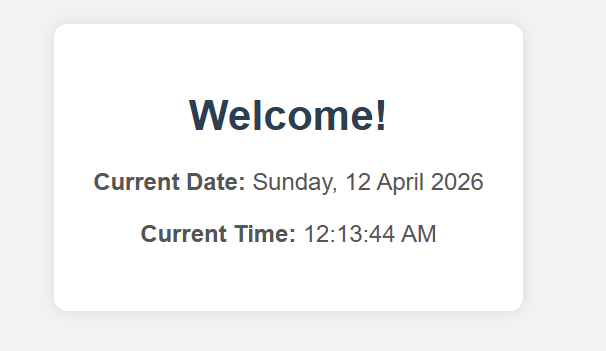 Welcome!
Current Date: Sunday, 12 April 2026
Current Time: 12:13:44 AM